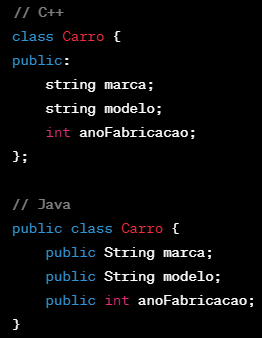 // C++
class Carro {
public:
    string marca;
    string modelo;
    int anoFabricacao;
};

// Java
public class Carro {
    public String marca;
    public String modelo;
    public int anoFabricacao;
}